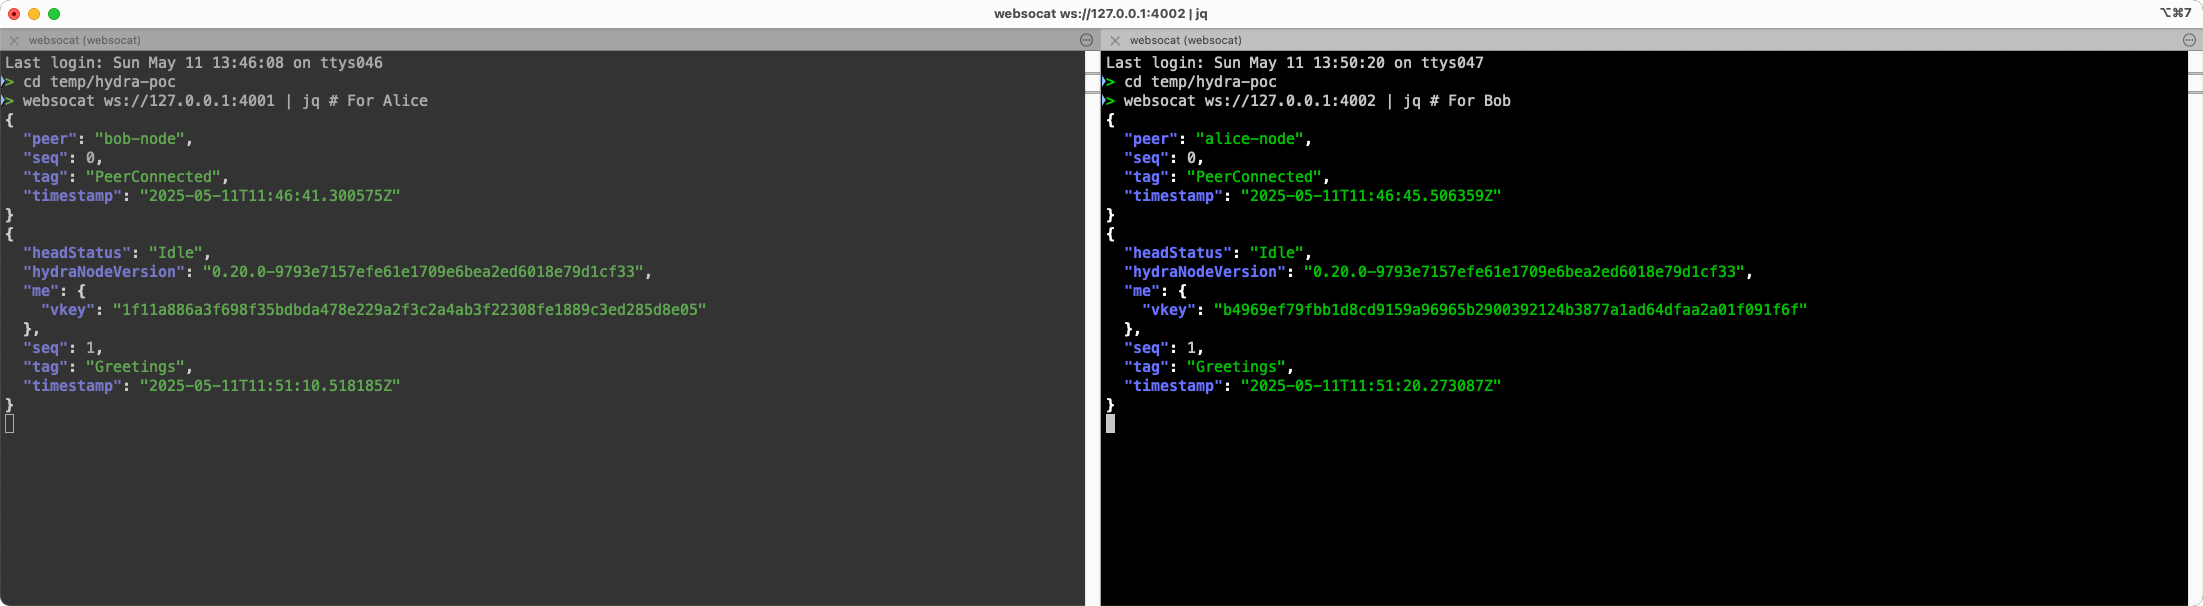 websocat ws://127.0.0.1:4002 | jq
⌥⌘7
websocat (websocat)
Last login: Sun May 11 13:46:08 on ttys046
> cd temp/hydra-poc
> websocat ws://127.0.0.1:4001 | jq # For Alice
{
  "peer": "bob-node",
  "seq": 0,
  "tag": "PeerConnected",
  "timestamp": "2025-05-11T11:46:41.300575Z"
}
{
  "headStatus": "Idle",
  "hydraNodeVersion": "0.20.0-9793e7157efe61e1709e6bea2ed6018e79d1cf33",
  "me": {
    "vkey": "1f11a886a3f698f35bdbda478e229a2f3c2a4ab3f22308fe1889c3ed285d8e05"
  },
  "seq": 1,
  "tag": "Greetings",
  "timestamp": "2025-05-11T11:51:10.518185Z"
}
websocat (websocat)
Last login: Sun May 11 13:50:20 on ttys047
> cd temp/hydra-poc
> websocat ws://127.0.0.1:4002 | jq # For Bob
{
  "peer": "alice-node",
  "seq": 0,
  "tag": "PeerConnected",
  "timestamp": "2025-05-11T11:46:45.506359Z"
}
{
  "headStatus": "Idle",
  "hydraNodeVersion": "0.20.0-9793e7157efe61e1709e6bea2ed6018e79d1cf33",
  "me": {
    "vkey": "b4969ef79fbb1d8cd9159a96965b2900392124b3877a1ad64dfaa2a01f091f6f"
  },
  "seq": 1,
  "tag": "Greetings",
  "timestamp": "2025-05-11T11:51:20.273087Z"
}